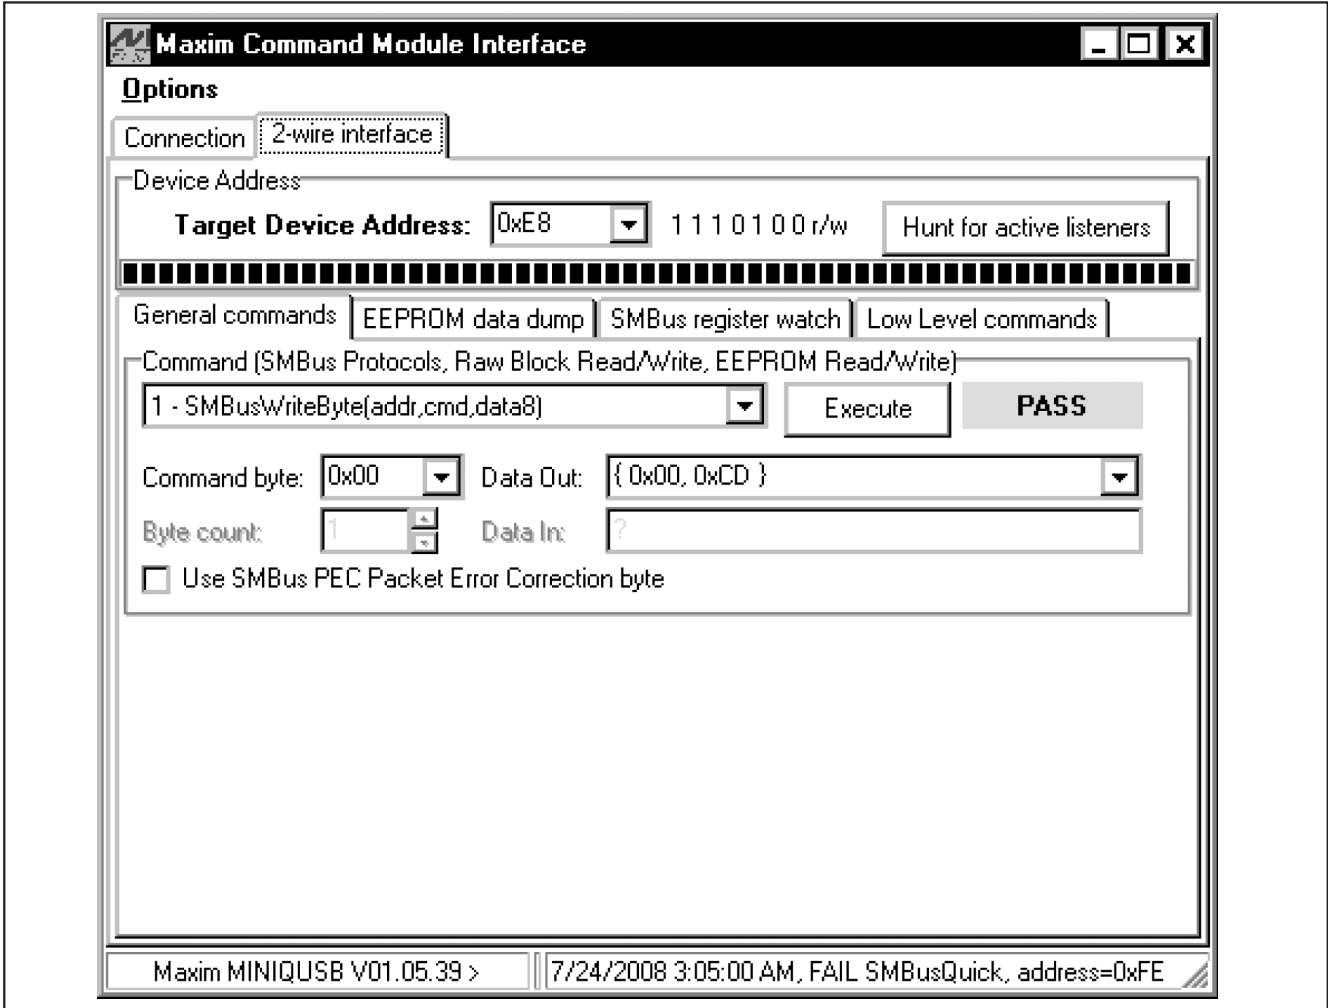 Maxim Command Module Interface
Options
Connection 2-wire interface
Device Address
Target Device Address: 0xE8 1 1 1 0 1 0 0 r/w Hunt for active listeners
General commands EEPROM data dump SMBus register watch Low Level commands
Command (SMBus Protocols, Raw Block Read/Write, EEPROM Read/Write)
1 - SMBusWriteByte(addr,cmd,data8) Execute PASS
Command byte: 0x00 Data Out: { 0x00, 0xCD }
Byte count: 1 Data In: ?
Use SMBus PEC Packet Error Correction byte
Maxim MINIQUSB V01.05.39 > 7/24/2008 3:05:00 AM, FAIL SMBusQuick, address=0xFE